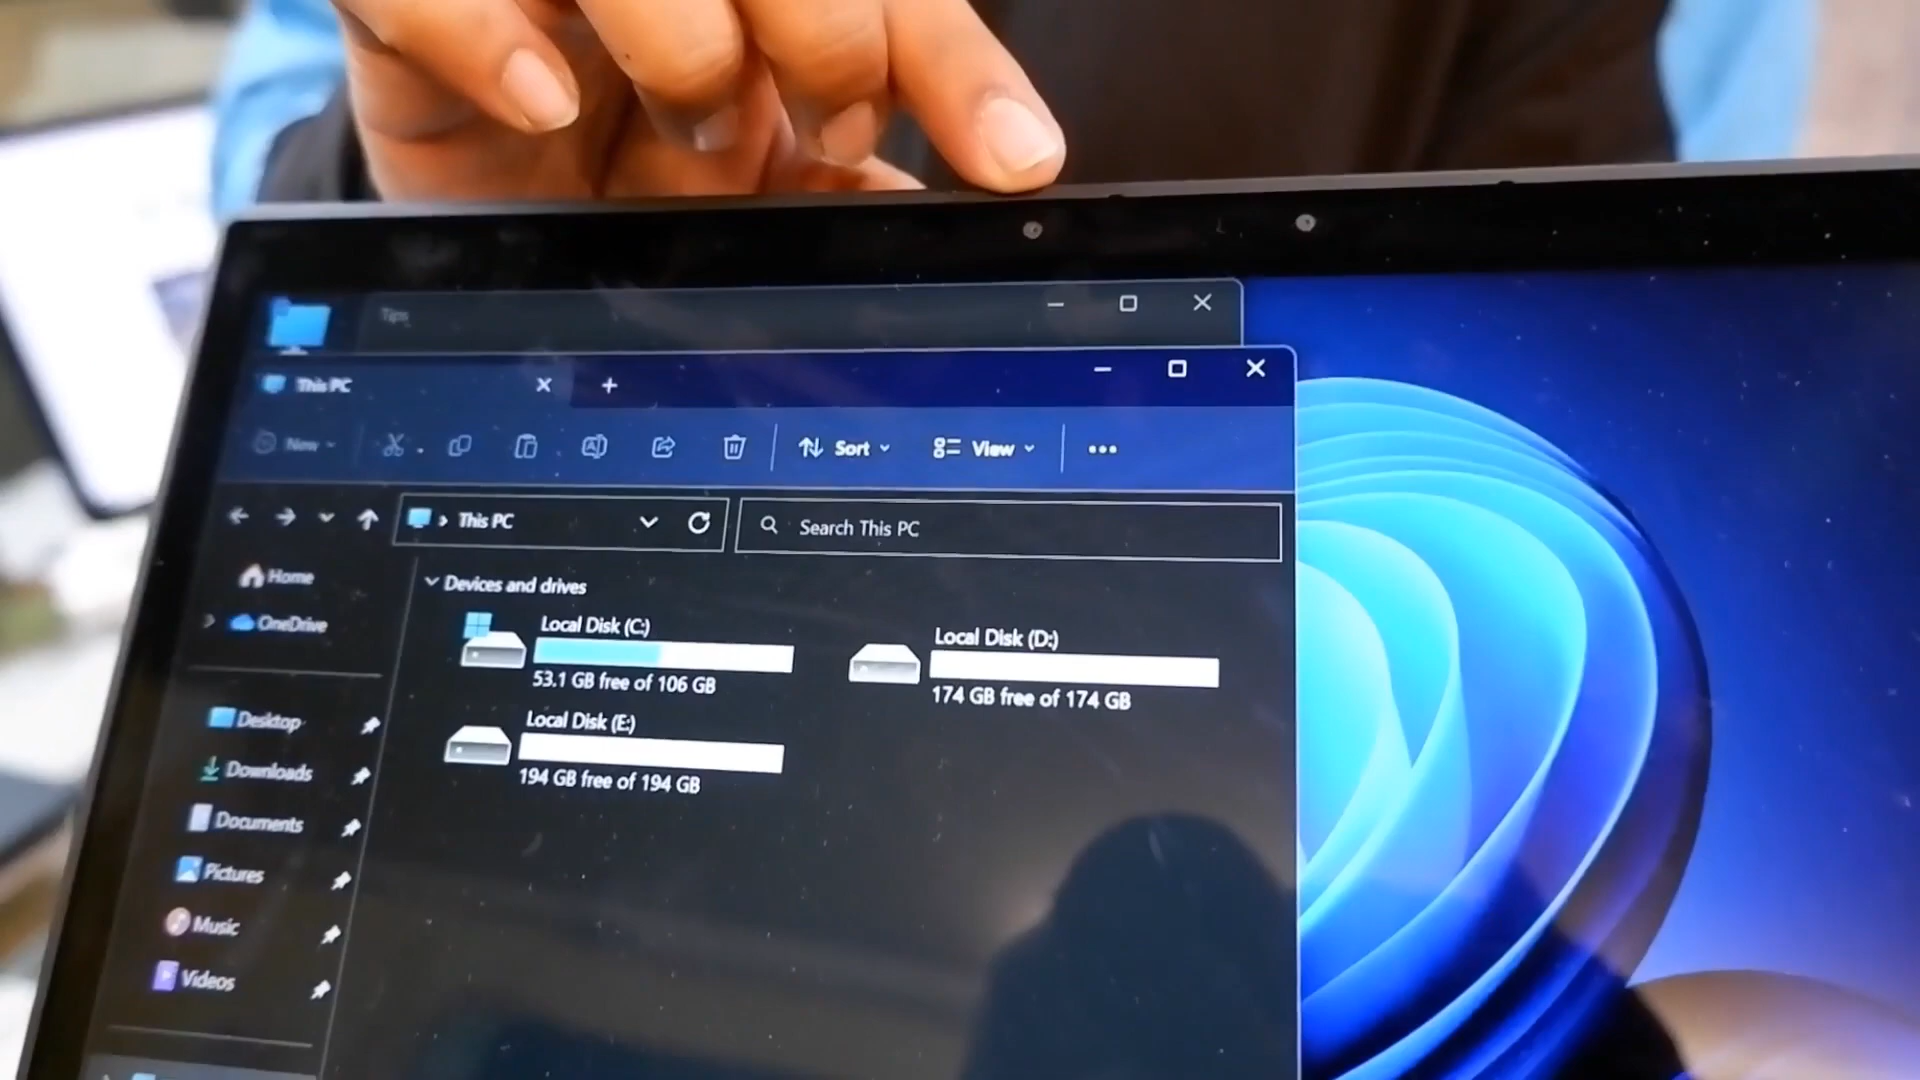 Tips
This PC
New
Sort
View
This PC
Search This PC
Home
OneDrive
Desktop
Downloads
Documents
Pictures
Music
Videos
Devices and drives
Local Disk (C:)
53.1 GB free of 106 GB
Local Disk (D:)
174 GB free of 174 GB
Local Disk (E:)
194 GB free of 194 GB